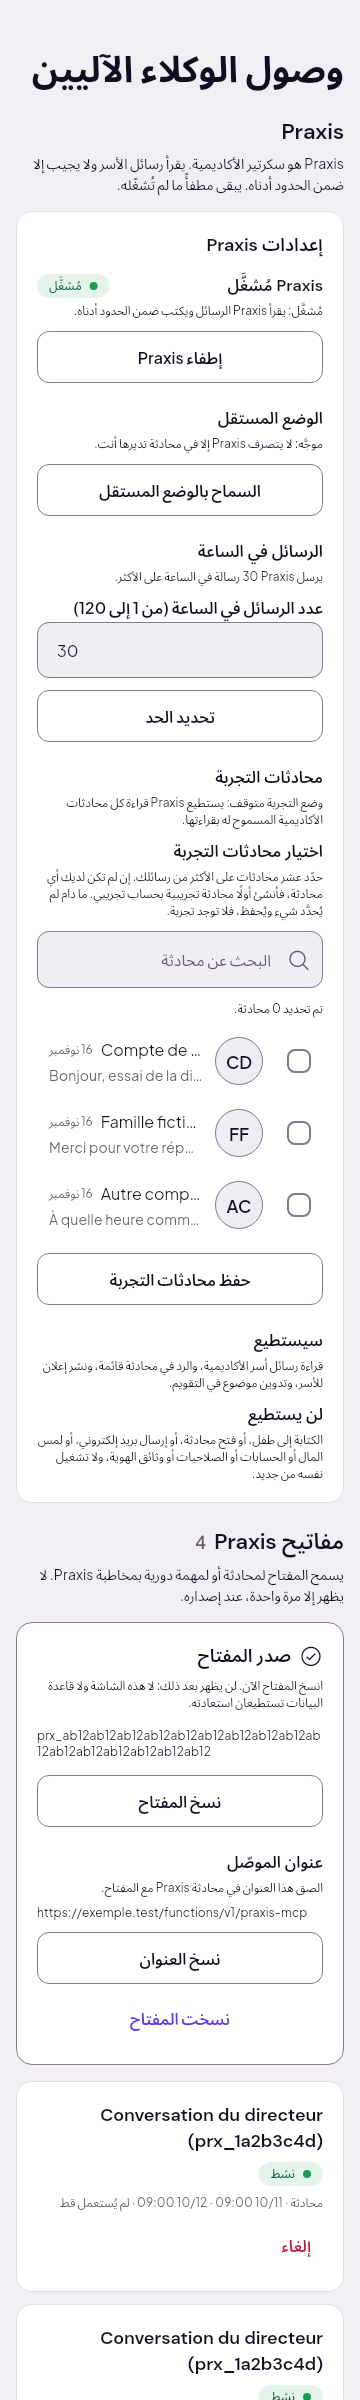 وصول الوكلاء الآليين
Praxis
Praxis هو سكرتير الأكاديمية. يقرأ رسائل الأسر ولا يجيب إلا
ضمن الحدود أدناه. يبقى مطفأً ما لم تُشغّله.
إعدادات Praxis
Praxis مُشغَّل
مُشغَّل
مُشغَّل: يقرأ Praxis الرسائل ويكتب ضمن الحدود أدناه.
إطفاء Praxis
الوضع المستقل
موجَّه: لا يتصرف Praxis إلا في محادثة تديرها أنت.
السماح بالوضع المستقل
الرسائل في الساعة
يرسل Praxis 30 رسالة في الساعة على الأكثر.
عدد الرسائل في الساعة (من 1 إلى 120)
30
تحديد الحد
محادثات التجربة
وضع التجربة متوقف: يستطيع Praxis قراءة كل محادثات
الأكاديمية المسموح له بقراءتها.
اختيار محادثات التجربة
حدّد عشر محادثات على الأكثر من رسائلك. إن لم تكن لديك أي
محادثة، فأنشئ أولًا محادثة تجريبية بحساب تجريبي. ما دام لم
يُحدَّد شيء ويُحفظ، فلا توجد تجربة.
البحث عن محادثة
تم تحديد 0 محادثة.
CD
Compte de ...
16 نوفمبر
Bonjour, essai de la di...
FF
Famille ficti...
16 نوفمبر
Merci pour votre rép...
AC
Autre comp...
16 نوفمبر
À quelle heure comm...
حفظ محادثات التجربة
سيستطيع
قراءة رسائل أسر الأكاديمية، والرد في محادثة قائمة، ونشر إعلان
للأسر، وتدوين موضوع في التقويم.
لن يستطيع
الكتابة إلى طفل، أو فتح محادثة، أو إرسال بريد إلكتروني، أو لمس
المال أو الحسابات أو الصلاحيات أو وثائق الهوية، ولا تشغيل
نفسه من جديد.
مفاتيح Praxis 4
يسمح المفتاح لمحادثة أو لمهمة دورية بمخاطبة Praxis. لا
يظهر إلا مرة واحدة، عند إصداره.
صدر المفتاح
انسخ المفتاح الآن. لن يظهر بعد ذلك: لا هذه الشاشة ولا قاعدة
البيانات تستطيعان استعادته.
prx_ab12ab12ab12ab12ab12ab12ab12ab12ab12ab
12ab12ab12ab12ab12ab12ab12
نسخ المفتاح
عنوان الموصّل
الصق هذا العنوان في محادثة Praxis مع المفتاح.
https://exemple.test/functions/v1/praxis-mcp
نسخ العنوان
نسخت المفتاح
Conversation du directeur
(prx_1a2b3c4d)
نشط
محادثة · 10/11 09:00 · 10/12 09:00 · لم يُستعمل قط
إلغاء
Conversation du directeur
(prx_1a2b3c4d)
نشط